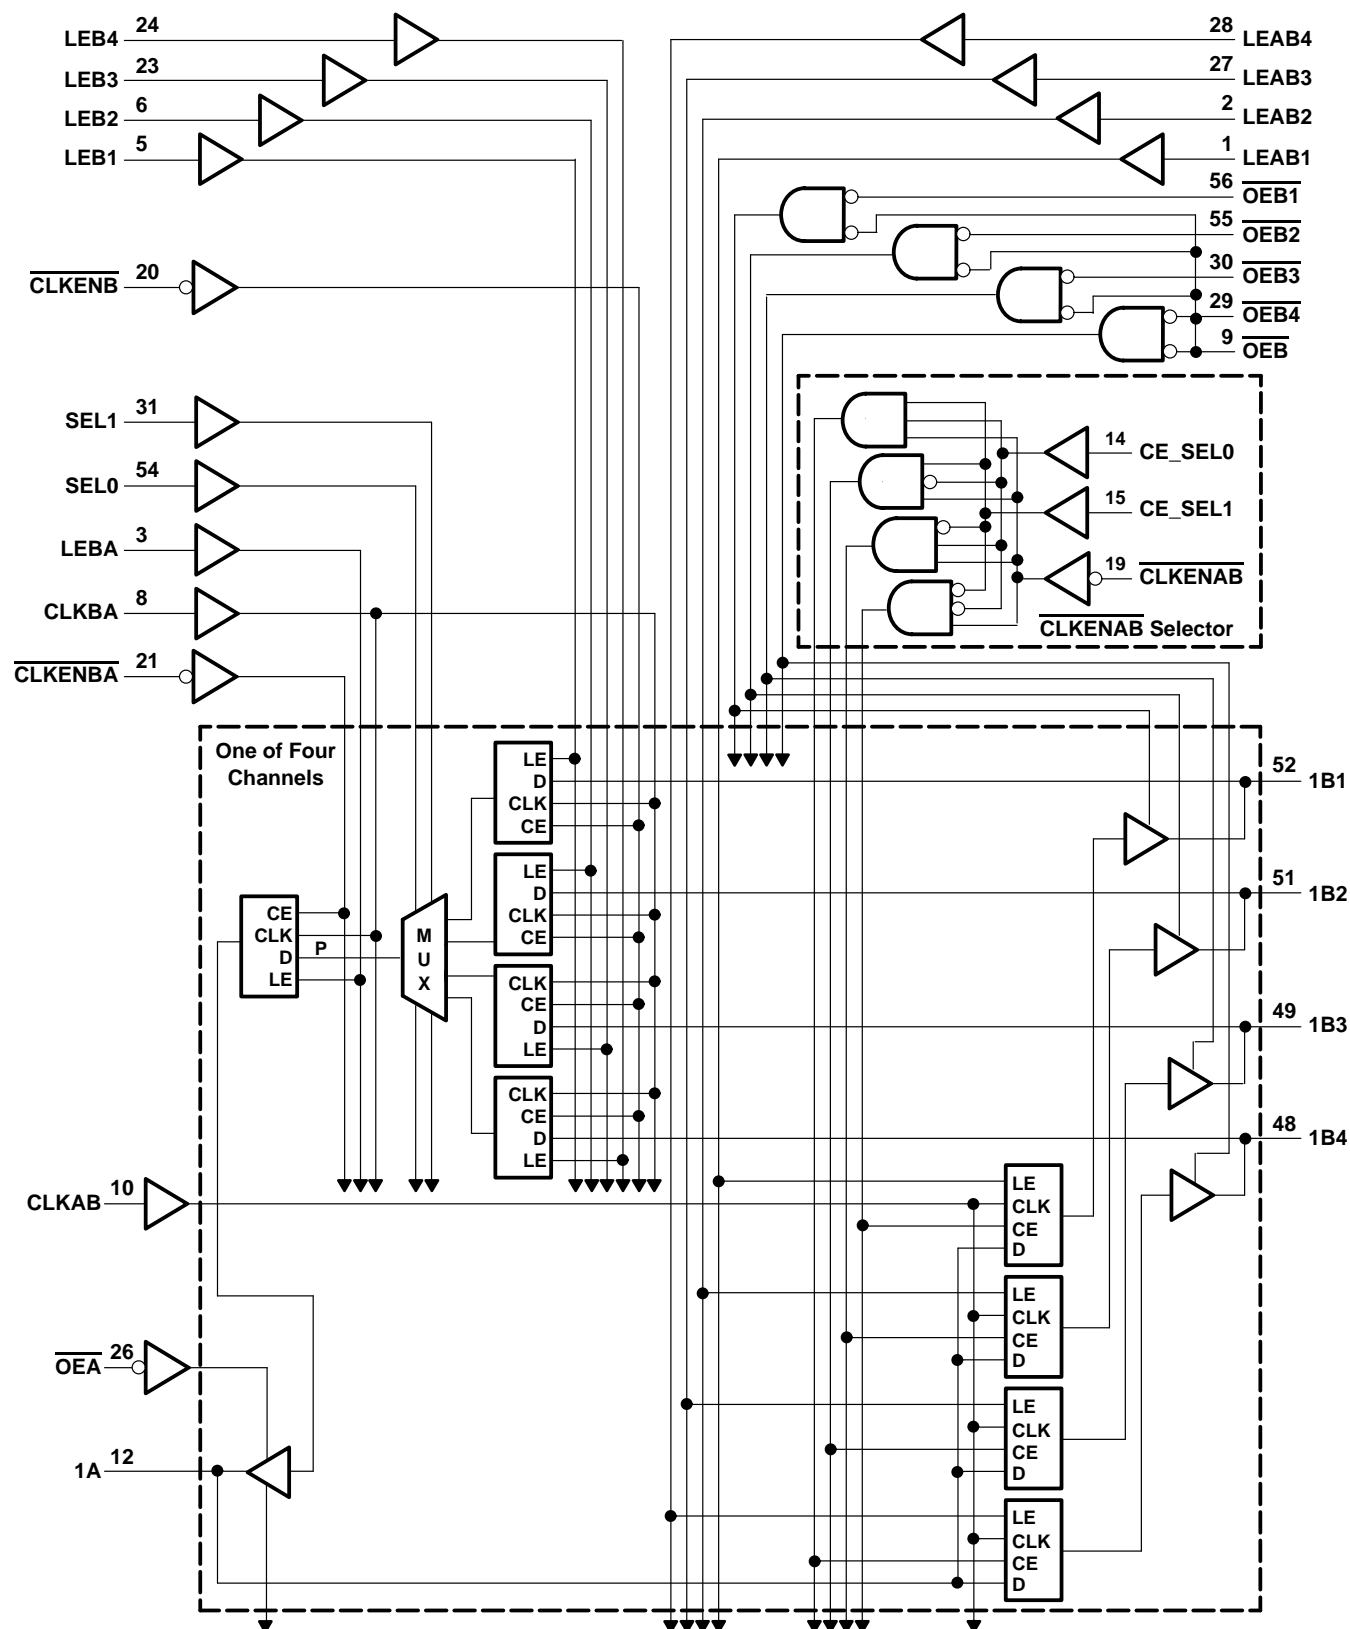 LEB4 24
LEB3 23
LEB2 6
LEB1 5
CLKENB 20
SEL1 31
SEL0 54
LEBA 3
CLKBA 8
CLKENBA 21
28 LEAB4
27 LEAB3
2 LEAB2
1 LEAB1
56 OEB1
55 OEB2
30 OEB3
29 OEB4
9 OEB
14 CE_SEL0
15 CE_SEL1
19 CLKENAB
CLKENAB Selector
One of Four
Channels
LE
D
CLK
CE
LE
D
CLK
CE
CE
CLK
D
LE
P
M
U
X
CLK
CE
D
LE
CLK
CE
D
LE
52 1B1
51 1B2
49 1B3
48 1B4
CLKAB 10
LE
CLK
CE
D
LE
CLK
CE
D
OEA 26
LE
CLK
CE
D
1A 12
LE
CLK
CE
D